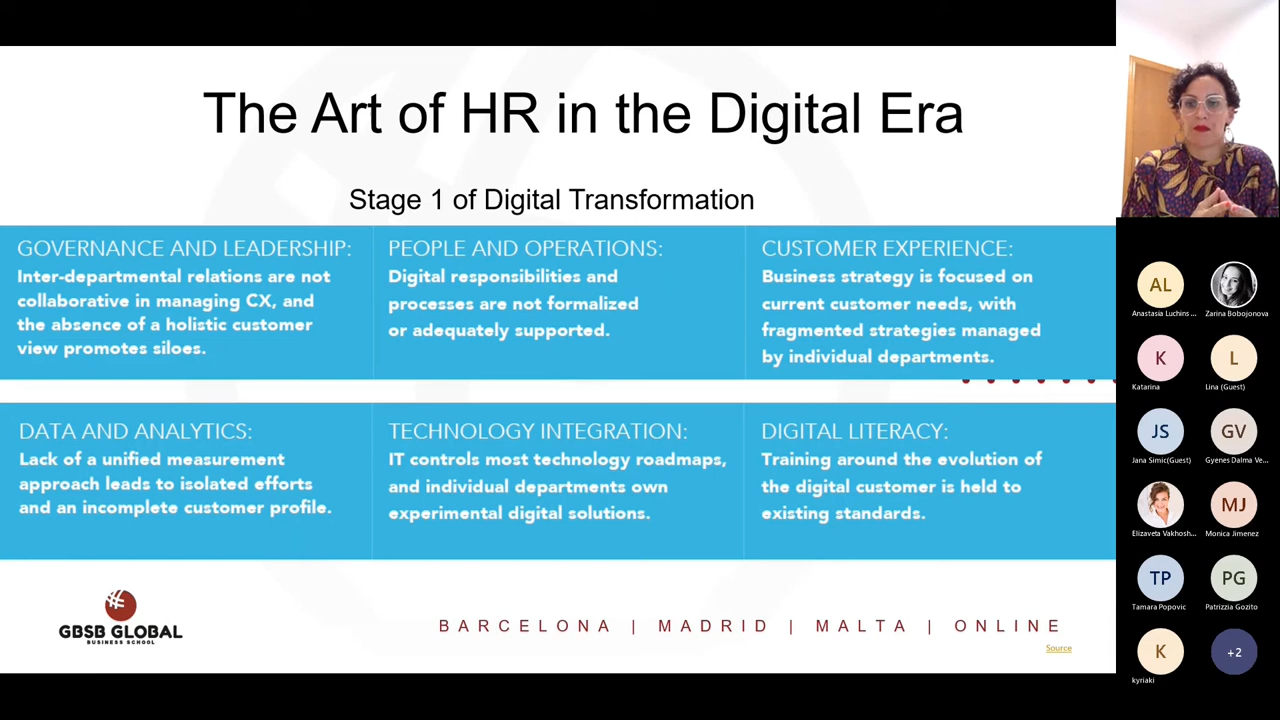 The Art of HR in the Digital Era
Stage 1 of Digital Transformation
GOVERNANCE AND LEADERSHIP:
Inter-departmental relations are not
collaborative in managing CX, and
the absence of a holistic customer
view promotes siloes.
PEOPLE AND OPERATIONS:
Digital responsibilities and
processes are not formalized
or adequately supported.
CUSTOMER EXPERIENCE:
Business strategy is focused on
current customer needs, with
fragmented strategies managed
by individual departments.
DATA AND ANALYTICS:
Lack of a unified measurement
approach leads to isolated efforts
and an incomplete customer profile.
TECHNOLOGY INTEGRATION:
IT controls most technology roadmaps,
and individual departments own
experimental digital solutions.
DIGITAL LITERACY:
Training around the evolution of
the digital customer is held to
existing standards.
GBSB GLOBAL
BUSINESS SCHOOL
BARCELONA | MADRID | MALTA | ONLINE
Source
AL
Anastasia Luchins ...
Zarina Bobojonova
K
Katarina
L
Lina (Guest)
JS
Jana Simic(Guest)
GV
Gyenes Dalma Ve...
Elizaveta Vakhosh...
MJ
Monica Jimenez
TP
Tamara Popovic
PG
Patrizzia Gozito
K
kyriaki
+2